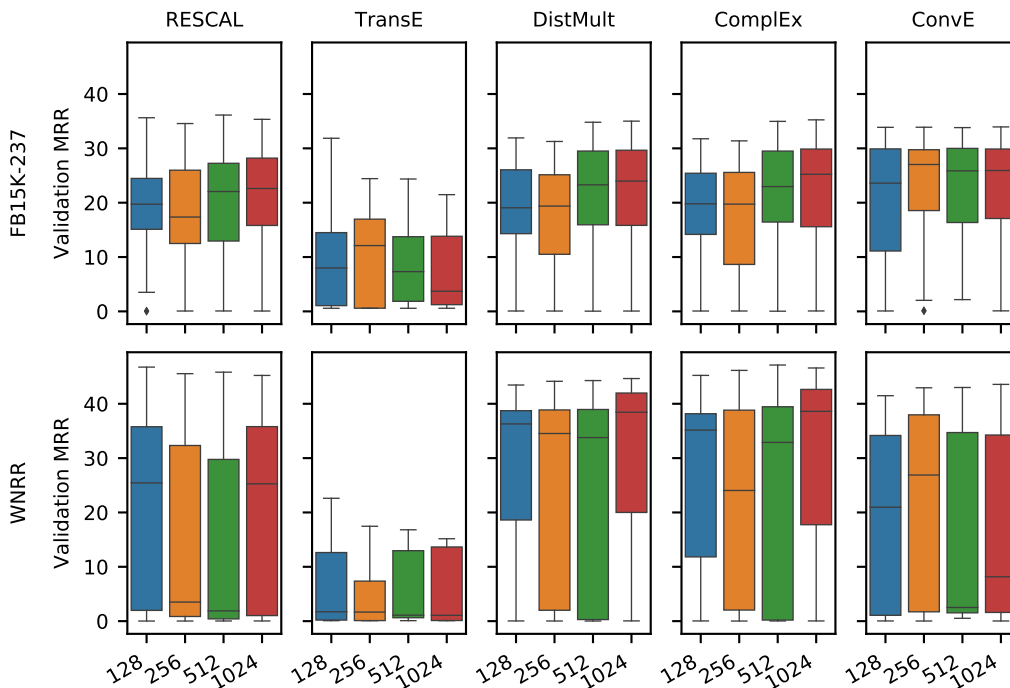 RESCAL TransE DistMult ComplEx ConvE
FB15K-237
Validation MRR
40
30
20
10
0
WNRR
Validation MRR
40
30
20
10
0
128 256 512 1024 128 256 512 1024 128 256 512 1024 128 256 512 1024 128 256 512 1024